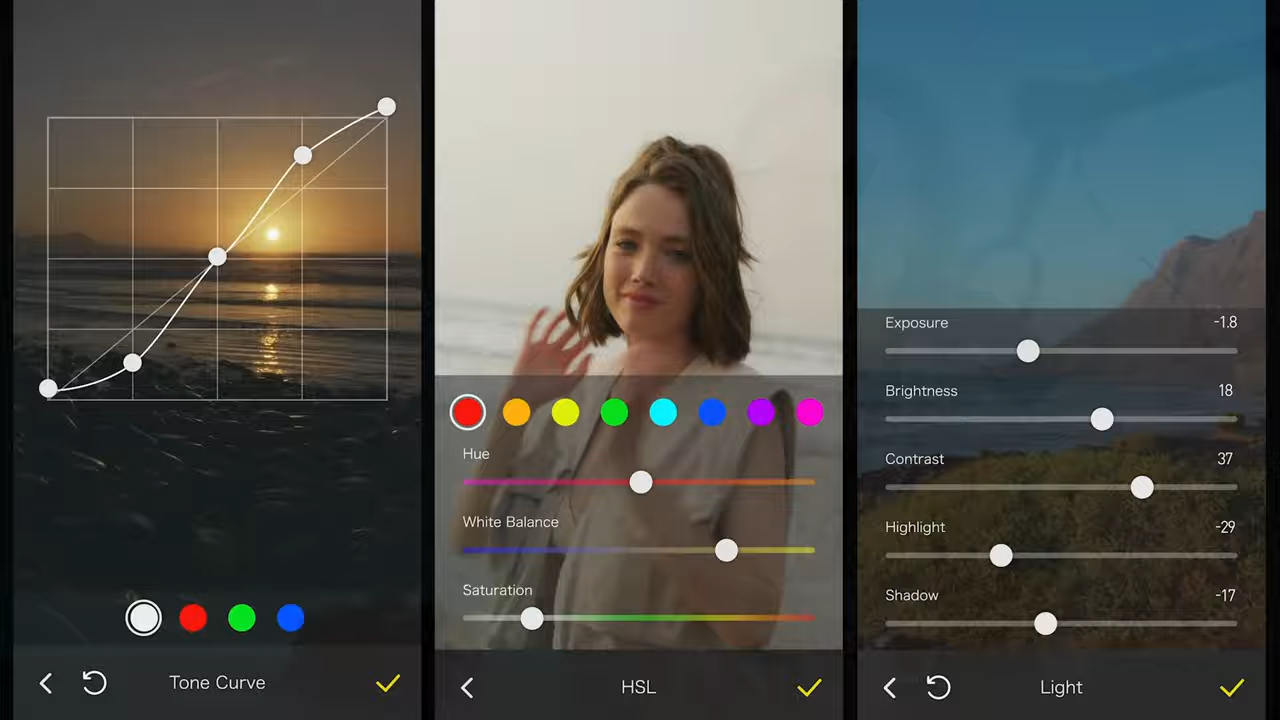 Tone Curve
Hue
White Balance
Saturation
HSL
Exposure -1.8
Brightness 18
Contrast 37
Highlight -29
Shadow -17
Light